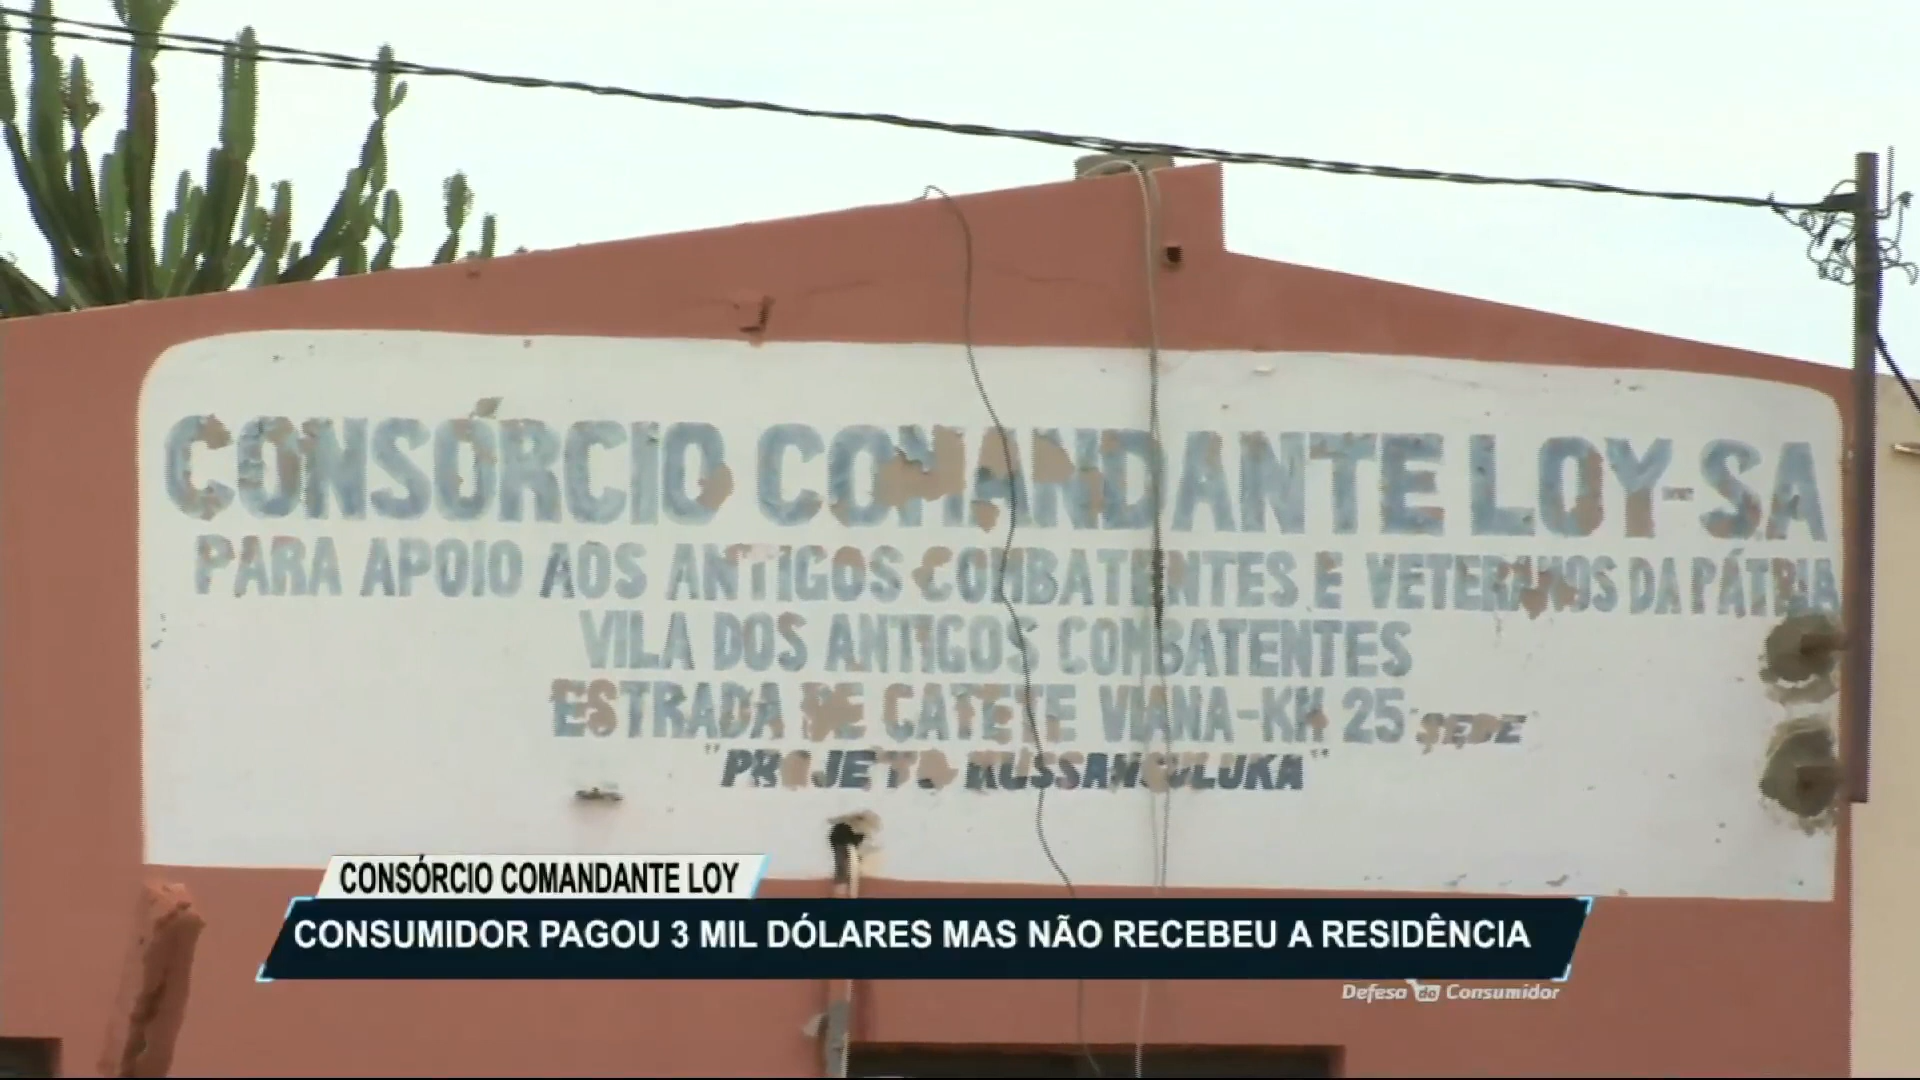 CONSÓRCIO COMANDANTE LOY-SA
PARA APOIO AOS ANTIGOS COMBATENTES E VETERANOS DA PÁTRIA
VILA DOS ANTIGOS COMBATENTES
ESTRADA DE CATETE VIANA-KM 25 "SEDE"
"PROJETO KUSSANGULUKA"
CONSÓRCIO COMANDANTE LOY
CONSUMIDOR PAGOU 3 MIL DÓLARES MAS NÃO RECEBEU A RESIDÊNCIA
Defesa do Consumidor